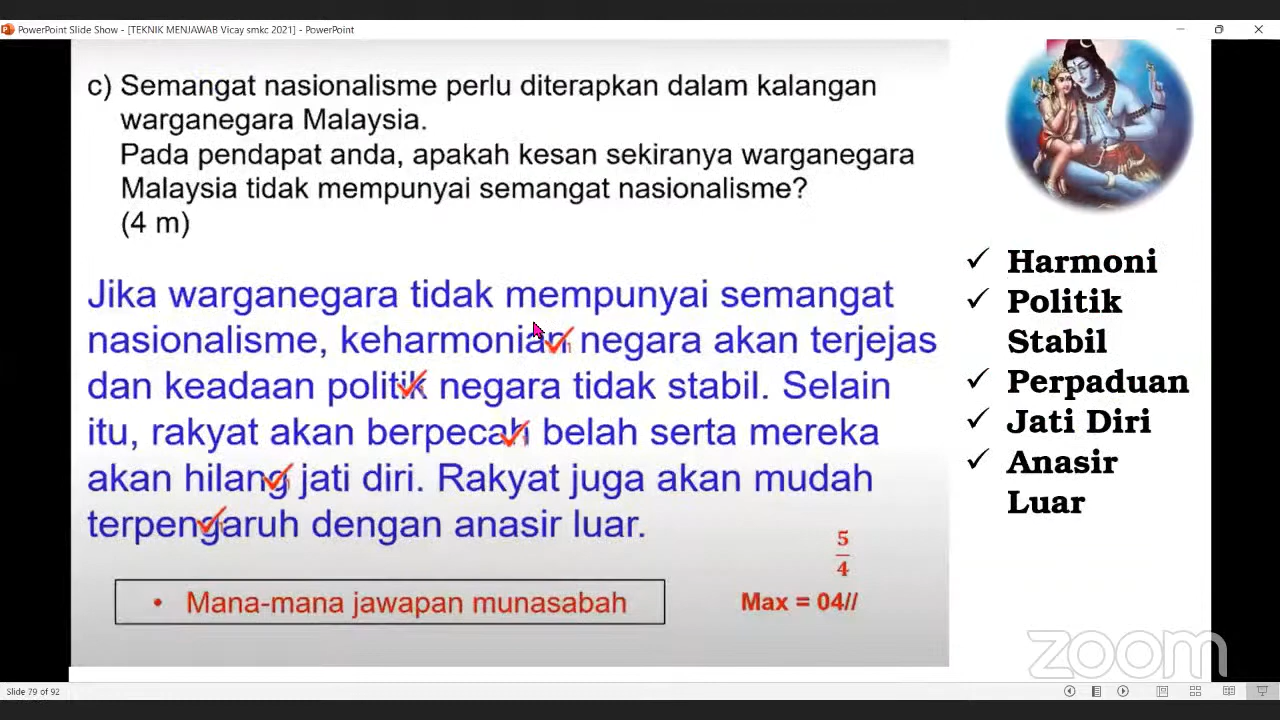 PowerPoint Slide Show - [TEKNIK MENJAWAB Vicay smkc 2021] - PowerPoint
c) Semangat nasionalisme perlu diterapkan dalam kalangan
warganegara Malaysia.
Pada pendapat anda, apakah kesan sekiranya warganegara
Malaysia tidak mempunyai semangat nasionalisme?
(4 m)
Jika warganegara tidak mempunyai semangat
nasionalisme, keharmonian negara akan terjejas
dan keadaan politik negara tidak stabil. Selain
itu, rakyat akan berpecah belah serta mereka
akan hilang jati diri. Rakyat juga akan mudah
terpengaruh dengan anasir luar.
5
4
• Mana-mana jawapan munasabah
Max = 04//
✓ Harmoni
✓ Politik
Stabil
✓ Perpaduan
✓ Jati Diri
✓ Anasir
Luar
zoom
Slide 79 of 92